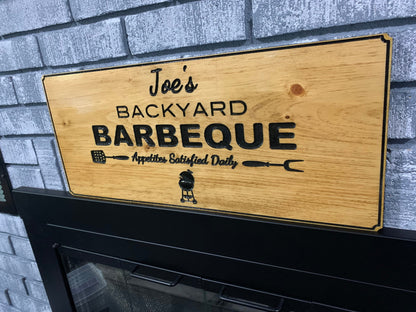 Joe's
BACKYARD
BARBEQUE
Appetites Satisfied Daily